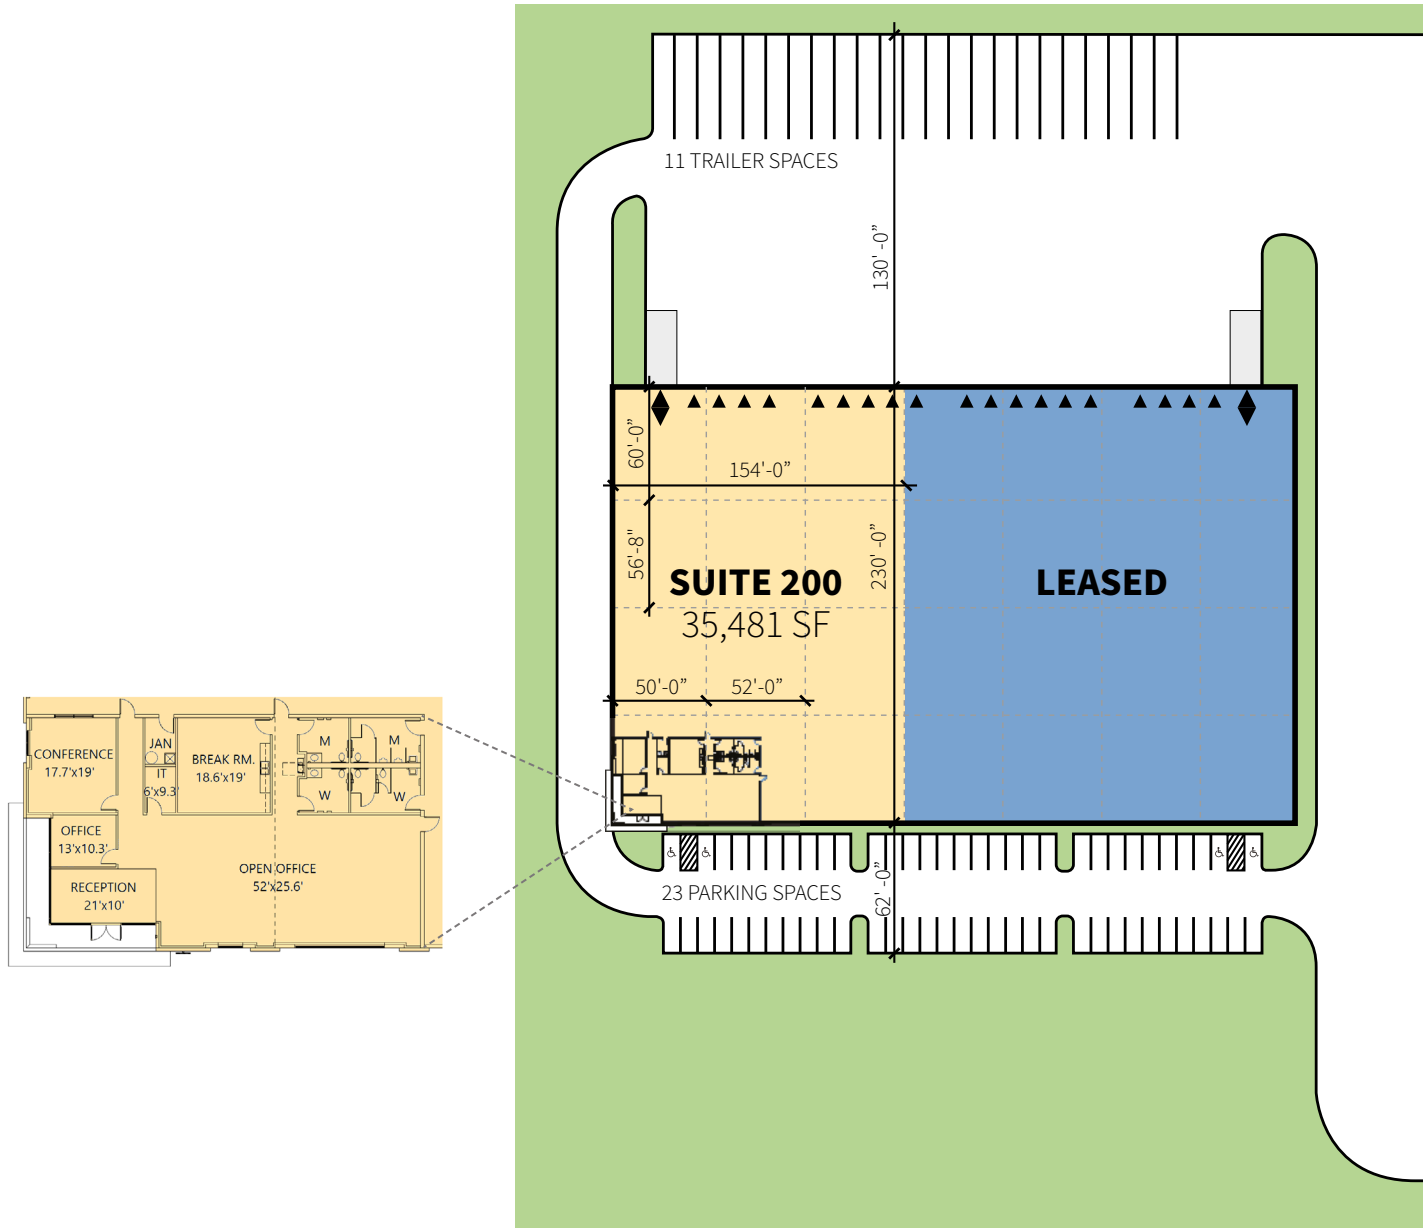 11 TRAILER SPACES
130' -0”
60'-0”
154'-0”
56'-8"
230' -0”
SUITE 200
35,481 SF
LEASED
50'-0”
52'-0”
23 PARKING SPACES
62' -0”
CONFERENCE
17.7'x19'
JAN
IT
6'x9.3'
BREAK RM.
18.6'x19'
M
M
W
W
OFFICE
13'x10.3'
RECEPTION
21'x10'
OPEN OFFICE
52'x25.6'